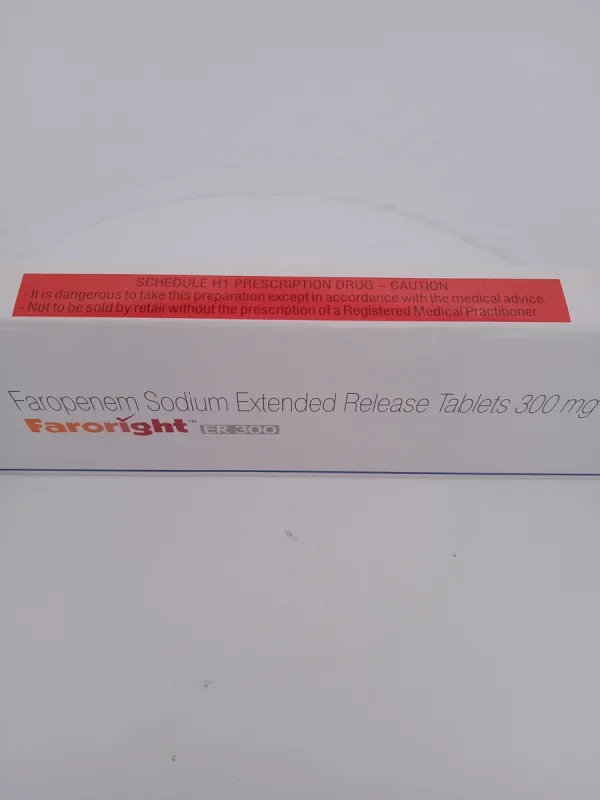 SCHEDULE H1 PRESCRIPTION DRUG – CAUTION
- It is dangerous to take this preparation except in accordance with the medical advice.
- Not to be sold by retail without the prescription of a Registered Medical Practitioner.
Faropenem Sodium Extended Release Tablets 300 mg
Faroright™ ER 300